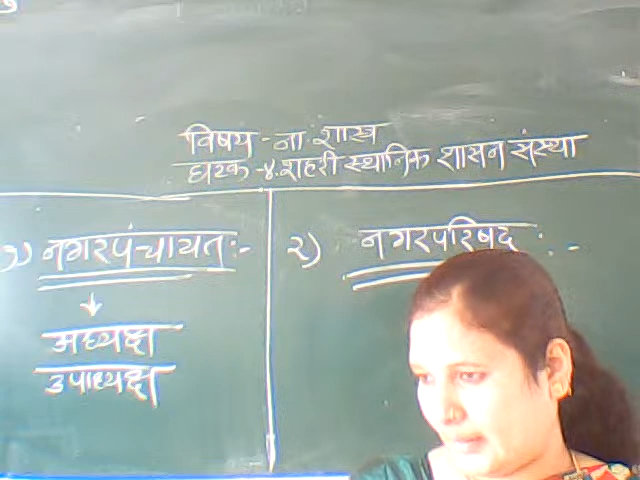 विषय - ना. शास्त्र
घटक - ४. शहरी स्थानिक शासन संस्था
१) नगरपंचायत :-
↓
अध्यक्ष
उपाध्यक्ष
२) नगरपरिषद : -